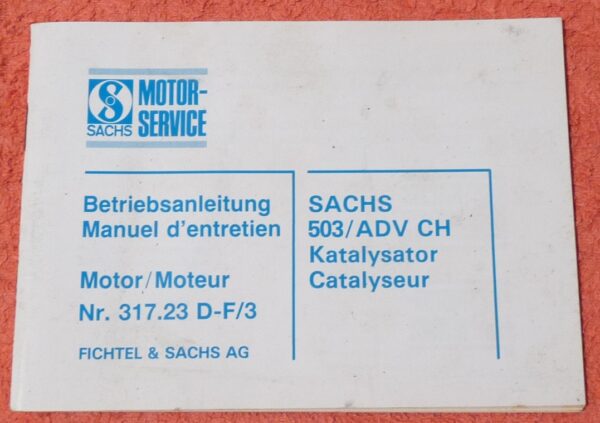 SACHS
MOTOR-
SERVICE
Betriebsanleitung
Manuel d'entretien
Motor/Moteur
Nr. 317.23 D-F/3
FICHTEL & SACHS AG
SACHS
503/ADV CH
Katalysator
Catalyseur